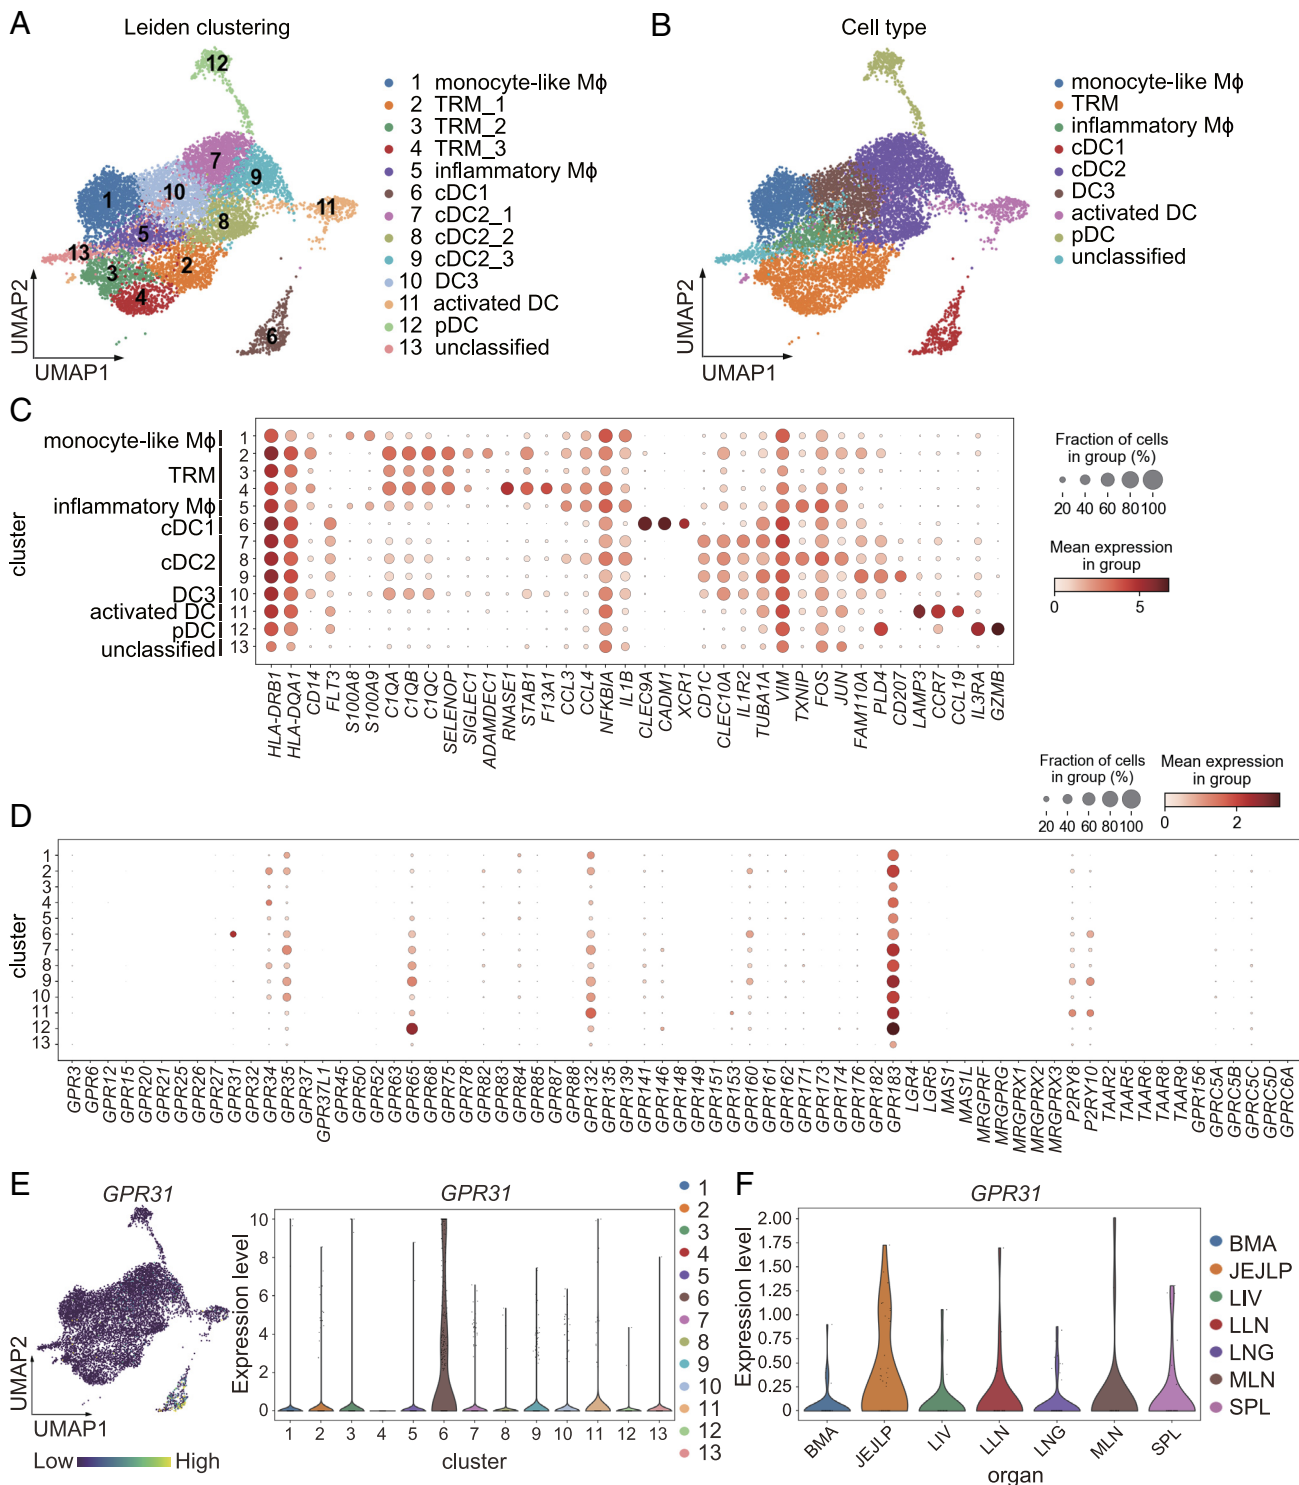 A
Leiden clustering
12
7
9
10
1
8
11
5
13
3
2
4
6
UMAP2
UMAP1
1 monocyte-like Mϕ
2 TRM_1
3 TRM_2
4 TRM_3
5 inflammatory Mϕ
6 cDC1
7 cDC2_1
8 cDC2_2
9 cDC2_3
10 DC3
11 activated DC
12 pDC
13 unclassified
B
Cell type
UMAP2
UMAP1
monocyte-like Mϕ
TRM
inflammatory Mϕ
cDC1
cDC2
DC3
activated DC
pDC
unclassified
C
cluster
monocyte-like Mϕ
TRM
inflammatory Mϕ
cDC1
cDC2
DC3
activated DC
pDC
unclassified
1
2
3
4
5
6
7
8
9
10
11
12
13
HLA-DRB1
HLA-DQA1
CD14
FLT3
S100A8
S100A9
C1QA
C1QB
C1QC
SELENOP
SIGLEC1
ADAMDEC1
RNASE1
STAB1
F13A1
CCL3
CCL4
NFKBIA
IL1B
CLEC9A
CADM1
XCR1
CD1C
CLEC10A
IL1R2
TUBA1A
VIM
TXNIP
FOS
JUN
FAM110A
PLD4
CD207
LAMP3
CCR7
CCL19
IL3RA
GZMB
Fraction of cells
in group (%)
20 40 60 80 100
Mean expression
in group
0 5
D
Fraction of cells
in group (%)
20 40 60 80 100
Mean expression
in group
0 2
cluster
1
2
3
4
5
6
7
8
9
10
11
12
13
GPR3
GPR6
GPR12
GPR15
GPR20
GPR21
GPR25
GPR26
GPR27
GPR31
GPR32
GPR34
GPR35
GPR37
GPR37L1
GPR45
GPR50
GPR52
GPR63
GPR65
GPR68
GPR75
GPR78
GPR82
GPR83
GPR84
GPR85
GPR87
GPR88
GPR132
GPR135
GPR139
GPR141
GPR146
GPR148
GPR149
GPR151
GPR153
GPR160
GPR161
GPR162
GPR171
GPR173
GPR174
GPR176
GPR182
GPR183
LGR4
LGR5
MAS1
MAS1L
MRGPRF
MRGPRG
MRGPRX1
MRGPRX2
MRGPRX3
P2RY8
P2RY10
TAAR2
TAAR5
TAAR6
TAAR8
TAAR9
GPR156
GPRC5A
GPRC5B
GPRC5C
GPRC5D
GPRC6A
E
GPR31
UMAP2
UMAP1
Low High
GPR31
Expression level
10
8
6
4
2
0
1 2 3 4 5 6 7 8 9 10 11 12 13
cluster
1
2
3
4
5
6
7
8
9
10
11
12
13
F
GPR31
Expression level
2.00
1.75
1.50
1.25
1.00
0.75
0.50
0.25
0
BMA
JEJLP
LIV
LLN
LNG
MLN
SPL
organ
BMA
JEJLP
LIV
LLN
LNG
MLN
SPL